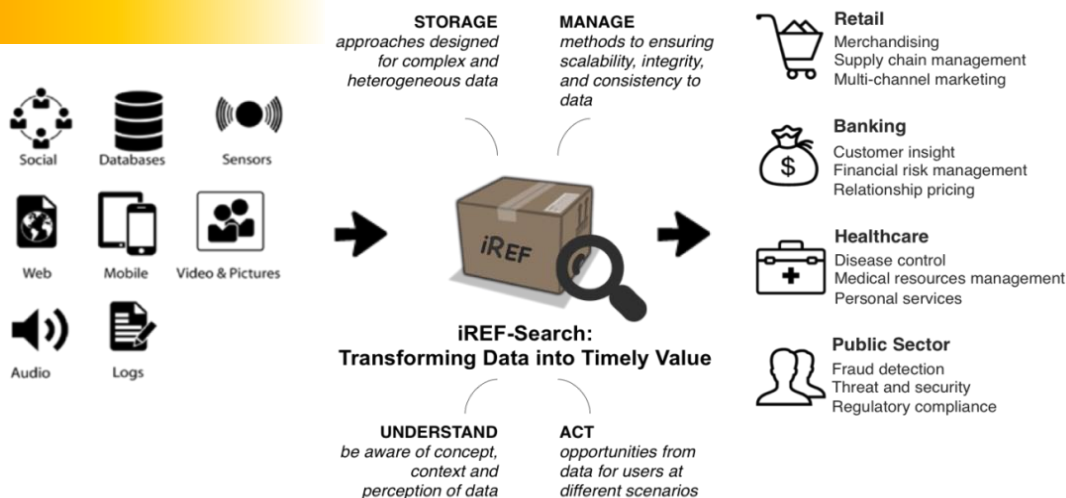 STORAGE
approaches designed
for complex and
heterogeneous data
MANAGE
methods to ensuring
scalability, integrity,
and consistency to
data
Social
Databases
Sensors
Web
Mobile
Video & Pictures
Audio
Logs
iREF
iREF-Search:
Transforming Data into Timely Value
UNDERSTAND
be aware of concept,
context and
perception of data
ACT
opportunities from
data for users at
different scenarios
Retail
Merchandising
Supply chain management
Multi-channel marketing
$
Banking
Customer insight
Financial risk management
Relationship pricing
Healthcare
Disease control
Medical resources management
Personal services
Public Sector
Fraud detection
Threat and security
Regulatory compliance